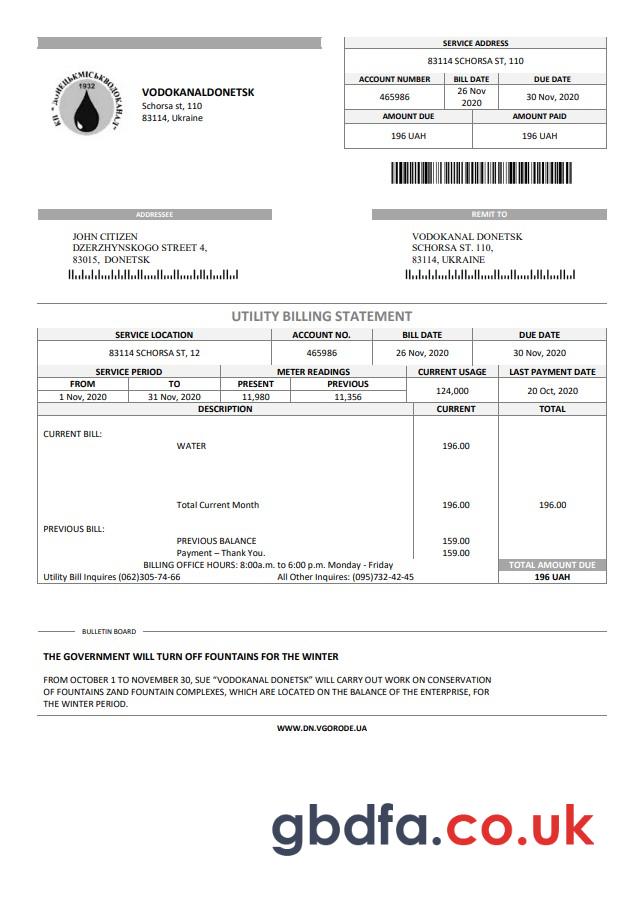 SERVICE ADDRESS
83114 SCHORSA ST, 110
ACCOUNT NUMBER BILL DATE DUE DATE
465986 26 Nov 2020 30 Nov, 2020
AMOUNT DUE AMOUNT PAID
196 UAH 196 UAH
КП "ДОНЕЦЬКМІСЬКВОДОКАНАЛ"
1932
VODOKANALDONETSK
Schorsa st, 110
83114, Ukraine
ADDRESSEE
JOHN CITIZEN
DZERZHYNSKOGO STREET 4,
83015, DONETSK
REMIT TO
VODOKANAL DONETSK
SCHORSA ST. 110,
83114, UKRAINE
UTILITY BILLING STATEMENT
SERVICE LOCATION ACCOUNT NO. BILL DATE DUE DATE
83114 SCHORSA ST, 12 465986 26 Nov, 2020 30 Nov, 2020
SERVICE PERIOD METER READINGS CURRENT USAGE LAST PAYMENT DATE
FROM TO PRESENT PREVIOUS 124,000 20 Oct, 2020
1 Nov, 2020 31 Nov, 2020 11,980 11,356
DESCRIPTION CURRENT TOTAL
CURRENT BILL:
WATER 196.00
Total Current Month 196.00 196.00
PREVIOUS BILL:
PREVIOUS BALANCE 159.00
Payment – Thank You. 159.00
BILLING OFFICE HOURS: 8:00a.m. to 6:00 p.m. Monday - Friday TOTAL AMOUNT DUE
Utility Bill Inquires (062)305-74-66 All Other Inquires: (095)732-42-45 196 UAH
BULLETIN BOARD
THE GOVERNMENT WILL TURN OFF FOUNTAINS FOR THE WINTER
FROM OCTOBER 1 TO NOVEMBER 30, SUE “VODOKANAL DONETSK” WILL CARRY OUT WORK ON CONSERVATION
OF FOUNTAINS ZAND FOUNTAIN COMPLEXES, WHICH ARE LOCATED ON THE BALANCE OF THE ENTERPRISE, FOR
THE WINTER PERIOD.
WWW.DN.VGORODE.UA
gbdfa.co.uk